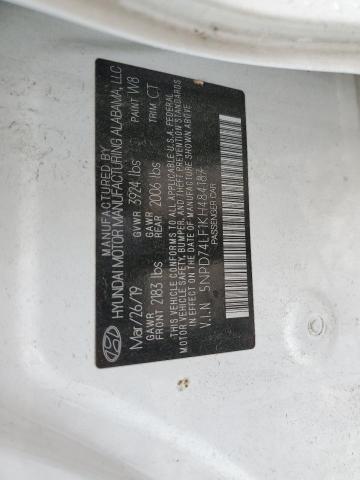 MANUFACTURED BY
HYUNDAI MOTOR MANUFACTURING ALABAMA, LLC
Mar/26/19 GVWR 3924 lbs PAINT W8
GAWR FRONT 2183 lbs GAWR REAR 2006 lbs TRIM CT
THIS VEHICLE CONFORMS TO ALL APPLICABLE U.S.A. FEDERAL
MOTOR VEHICLE SAFETY, BUMPER, AND THEFT PREVENTION STANDARDS
IN EFFECT ON THE DATE OF MANUFACTURE SHOWN ABOVE
V.I.N 5NPD74LF1KH484187
PASSENGER CAR